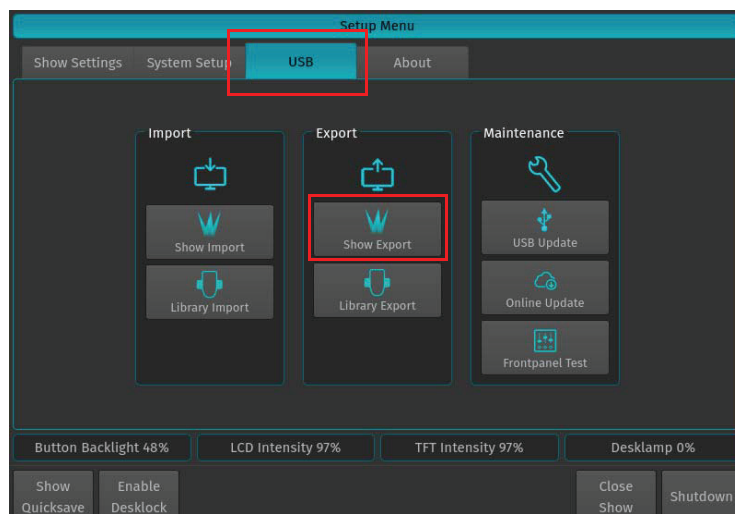 Setup Menu
Show Settings System Setup USB About
Import Export Maintenance
Show Import Show Export USB Update
Library Import Library Export Online Update
Frontpanel Test
Button Backlight 48% LCD Intensity 97% TFT Intensity 97% Desklamp 0%
Show Enable Close Shutdown
Quicksave Desklock Show